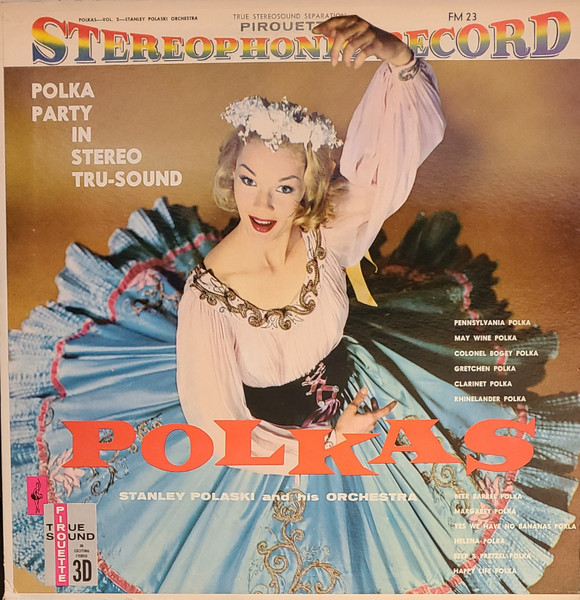 POLKAS—VOL. 2—STANLEY POLASKI ORCHESTRA
TRUE STEREOSOUND SEPARATION
PIROUETTE
FM 23
STEREOPHONIC RECORD
POLKA
PARTY
IN
STEREO
TRU-SOUND
PENNSYLVANIA POLKA
MAY WINE POLKA
COLONEL BOGEY POLKA
GRETCHEN POLKA
CLARINET POLKA
RHINELANDER POLKA
POLKAS
STANLEY POLASKI and his ORCHESTRA
BEER BARREL POLKA
MARGARET POLKA
YES WE HAVE NO BANANAS POKLA
HELENA POLKA
BEER & PRETZEL POLKA
HAPPY LIFE POLKA
PIROUETTE
TRUE
SOUND
3D